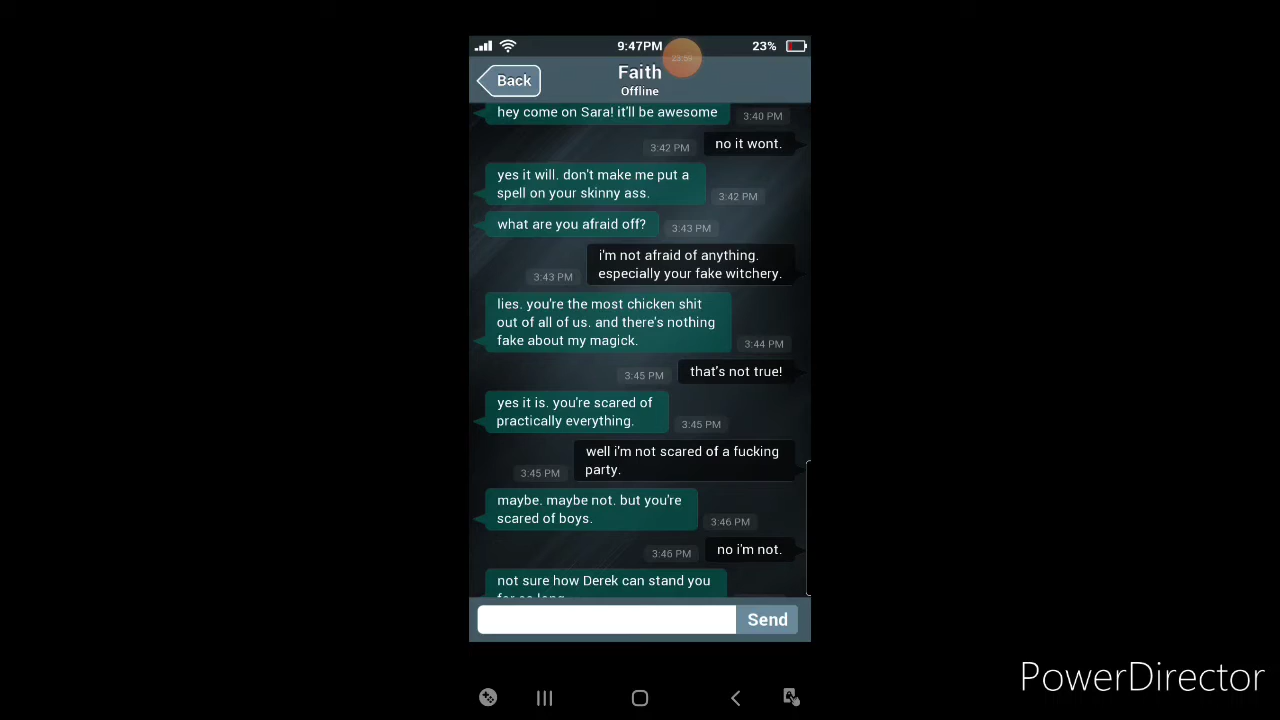 9:47PM
23%
23:59
Back
Faith
Offline
hey come on Sara! it'll be awesome
3:40 PM
no it wont.
3:42 PM
yes it will. don't make me put a
spell on your skinny ass.
3:42 PM
what are you afraid off?
3:43 PM
i'm not afraid of anything.
especially your fake witchery.
3:43 PM
lies. you're the most chicken shit
out of all of us. and there's nothing
fake about my magick.
3:44 PM
that's not true!
3:45 PM
yes it is. you're scared of
practically everything.
3:45 PM
well i'm not scared of a fucking
party.
3:45 PM
maybe. maybe not. but you're
scared of boys.
3:46 PM
no i'm not.
3:46 PM
not sure how Derek can stand you
for so long
Send
PowerDirector